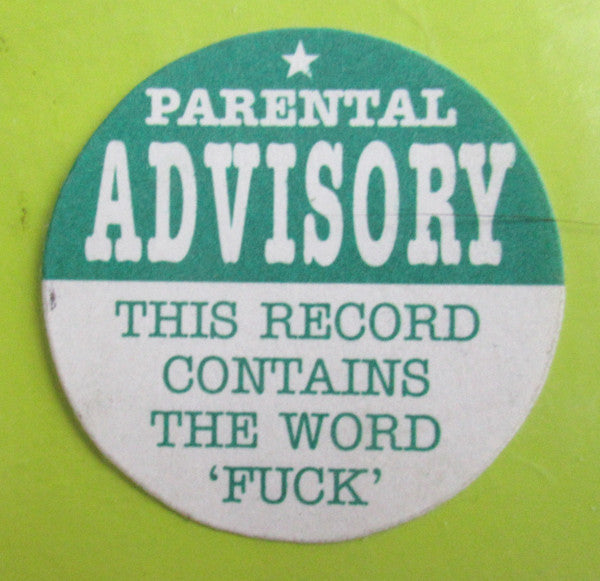 PARENTAL
ADVISORY
THIS RECORD
CONTAINS
THE WORD
‘FUCK’